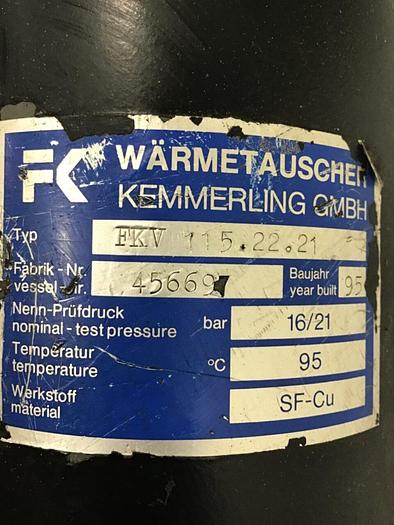 FK WÄRMETAUSCHER
KEMMERLING GMBH
Typ FKV 115.22.21
Fabrik-Nr. 45669 Baujahr 95
vessel nr. year built
Nenn-Prüfdruck bar 16/21
nominal-test pressure
Temperatur °C 95
temperature
Werkstoff SF-Cu
material